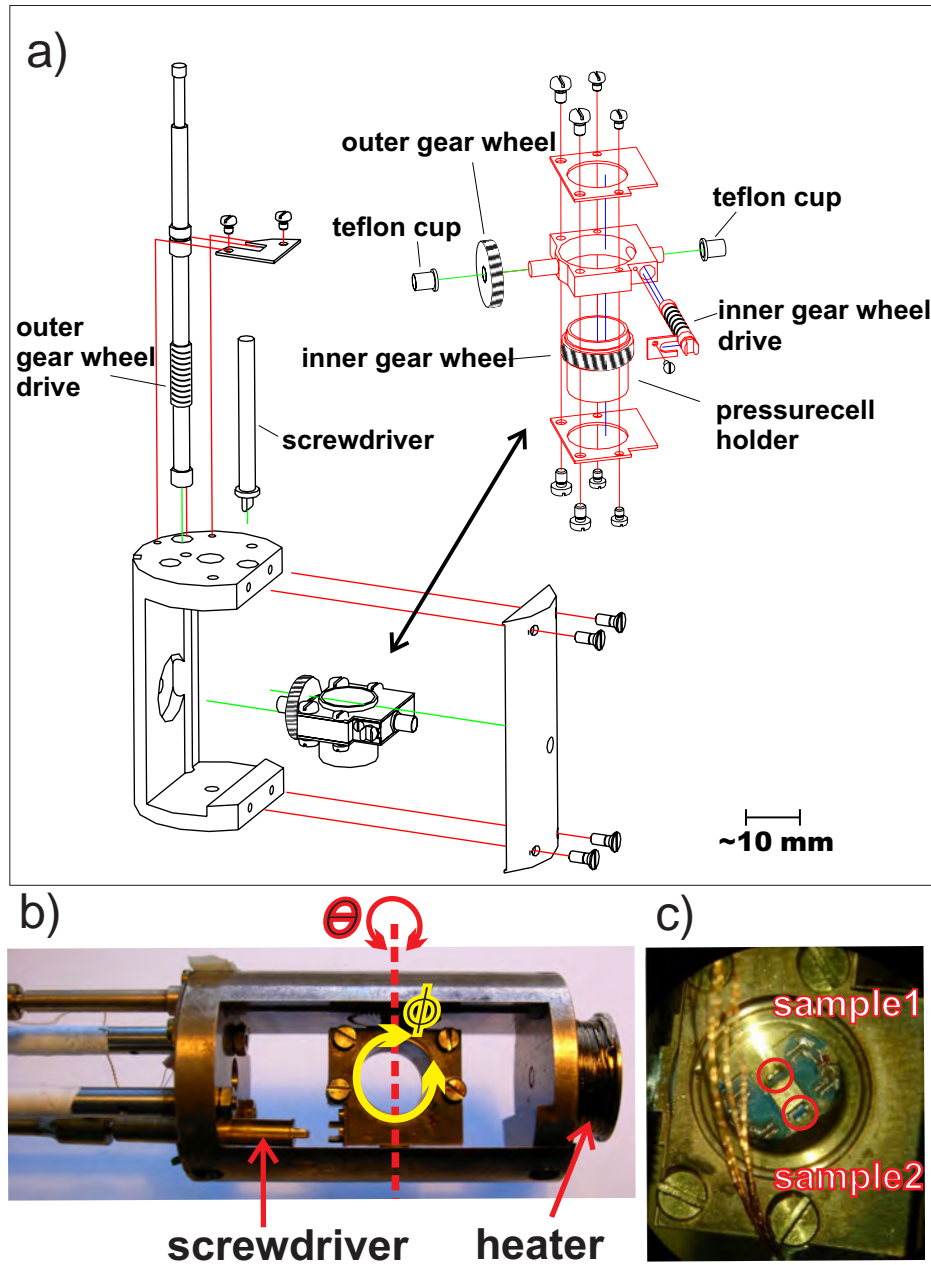 a)
outer gear wheel
teflon cup
teflon cup
outer
gear wheel
drive
inner gear wheel
drive
inner gear wheel
screwdriver
pressurecell
holder
~10 mm
b)
θ
ϕ
screwdriver
heater
c)
sample1
sample2